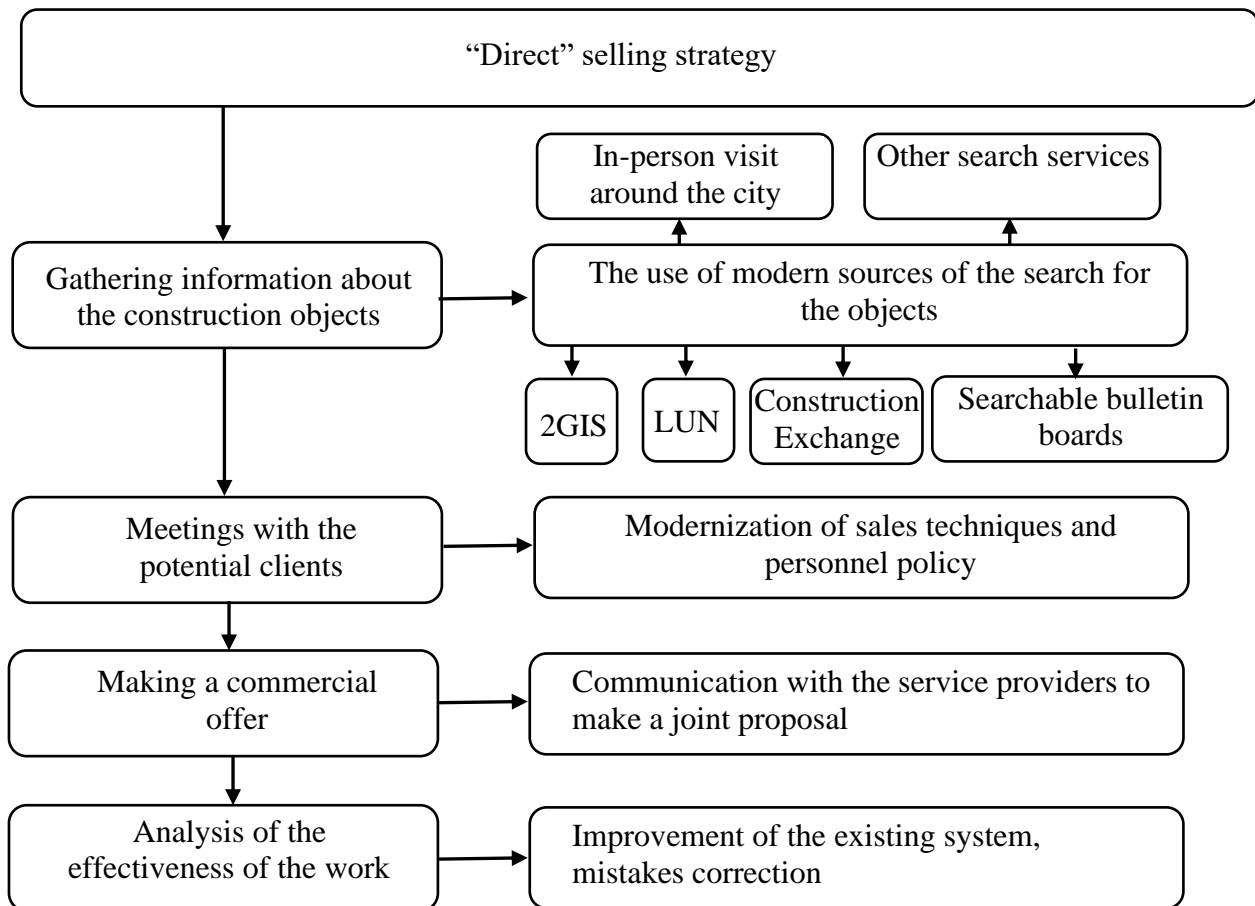 “Direct” selling strategy
In-person visit
around the city
Other search services
Gathering information about
the construction objects
The use of modern sources of the search for
the objects
2GIS
LUN
Construction
Exchange
Searchable bulletin
boards
Meetings with the
potential clients
Modernization of sales techniques and
personnel policy
Making a commercial
offer
Communication with the service providers to
make a joint proposal
Analysis of the
effectiveness of the work
Improvement of the existing system,
mistakes correction